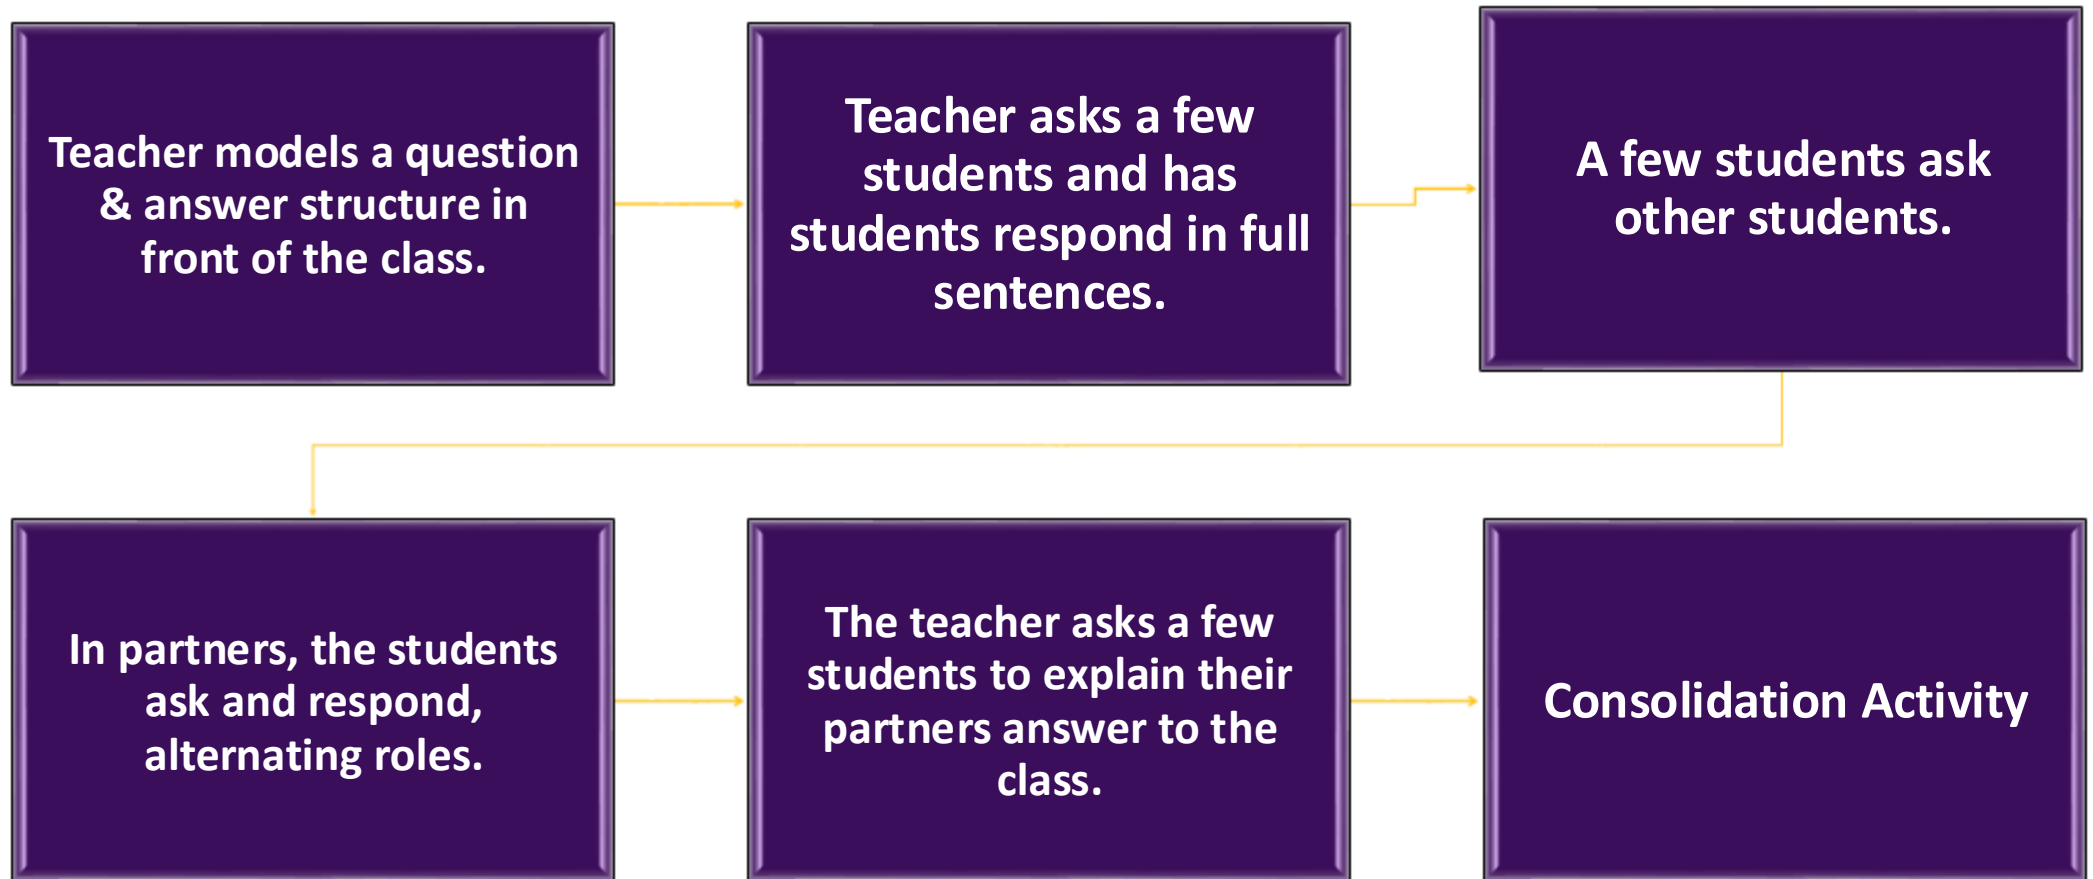 Teacher models a question
& answer structure in
front of the class.
Teacher asks a few
students and has
students respond in full
sentences.
A few students ask
other students.
In partners, the students
ask and respond,
alternating roles.
The teacher asks a few
students to explain their
partners answer to the
class.
Consolidation Activity